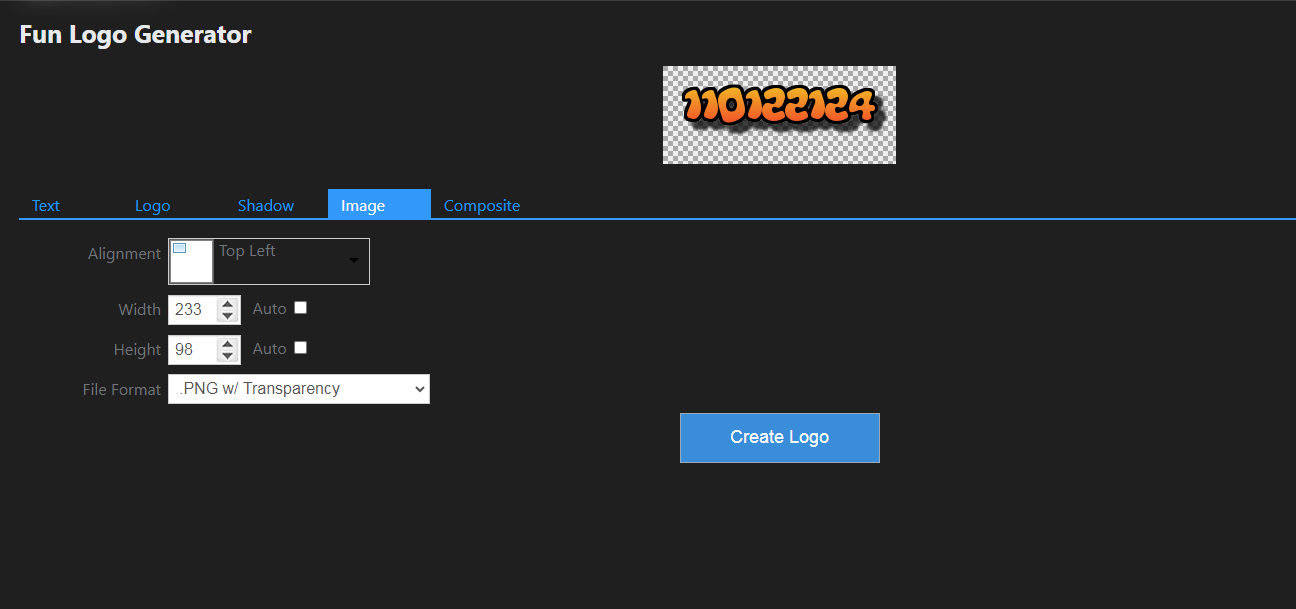 Fun Logo Generator
110122124
Text Logo Shadow Image Composite
Alignment Top Left
Width 233 Auto
Height 98 Auto
File Format .PNG w/ Transparency
Create Logo